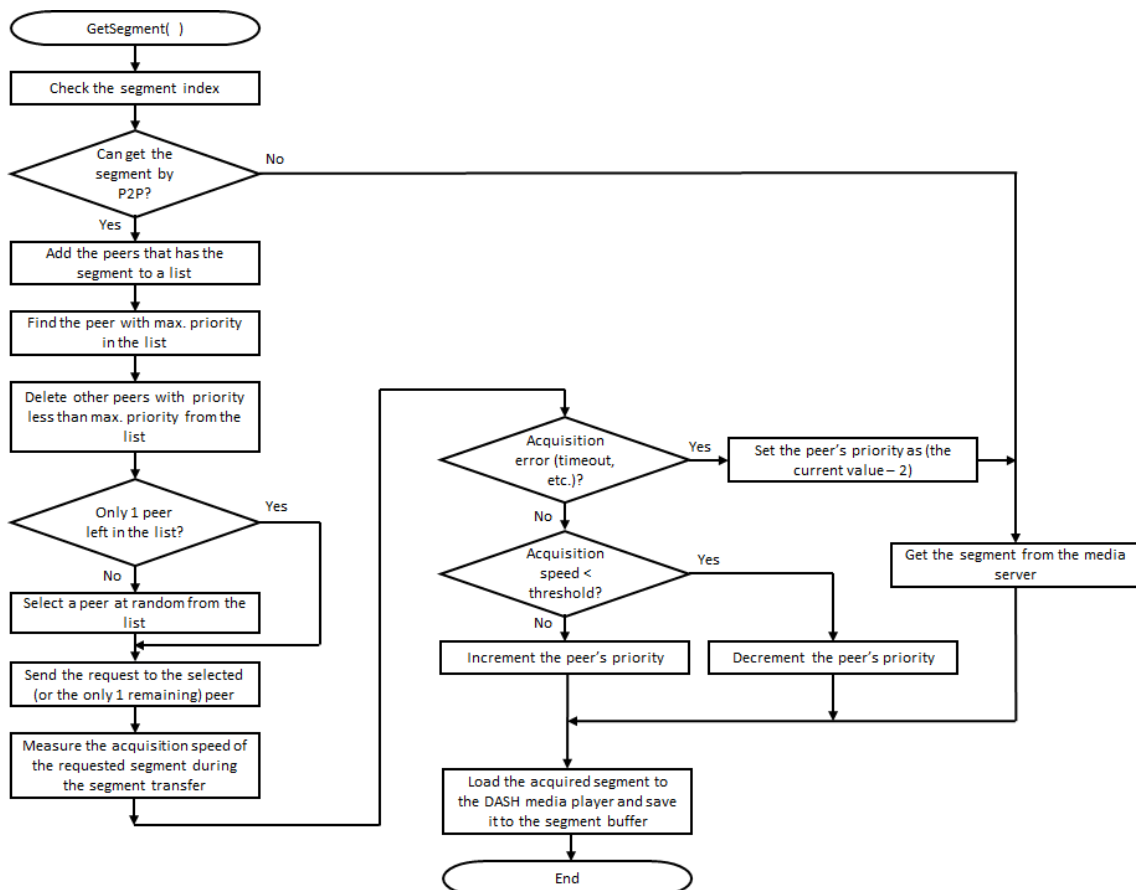 GetSegment( )
Check the segment index
Can get the
segment by
P2P?
No
Yes
Add the peers that has the
segment to a list
Find the peer with max. priority
in the list
Delete other peers with priority
less than max. priority from the
list
Only 1 peer
left in the list?
Yes
No
Select a peer at random from the
list
Send the request to the selected
(or the only 1 remaining) peer
Measure the acquisition speed of
the requested segment during
the segment transfer
Acquisition
error (timeout,
etc.)?
Yes
Set the peer’s priority as (the
current value – 2)
No
Acquisition
speed <
threshold?
Yes
No
Get the segment from the media
server
Increment the peer’s priority
Decrement the peer’s priority
Load the acquired segment to
the DASH media player and save
it to the segment buffer
End